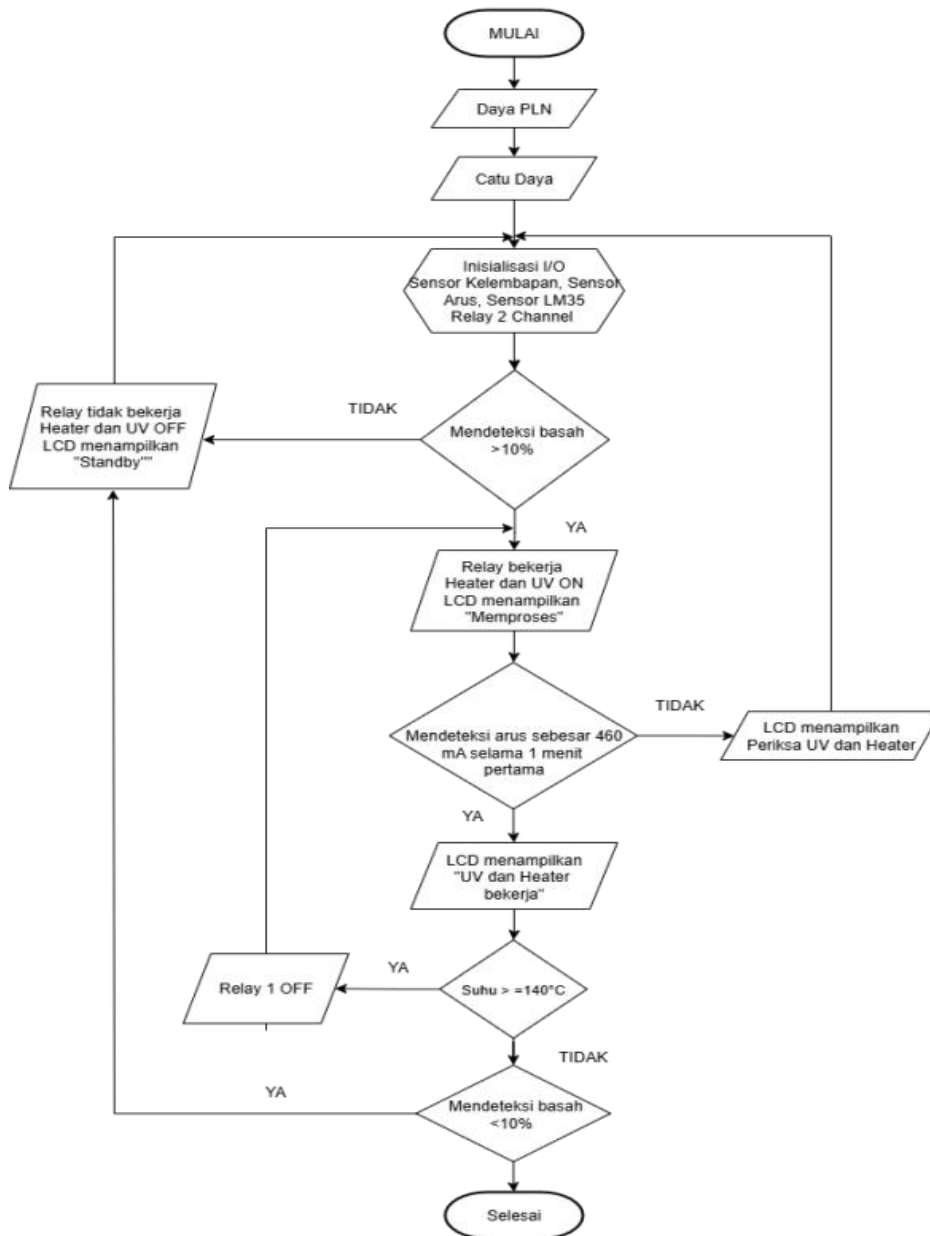 MULAI
Daya PLN
Catu Daya
Inisialisasi I/O
Sensor Kelembapan, Sensor
Arus, Sensor LM35
Relay 2 Channel
TIDAK
Mendeteksi basah
>10%
Relay tidak bekerja
Heater dan UV OFF
LCD menampilkan
"Standby""
YA
Relay bekerja
Heater dan UV ON
LCD menampilkan
"Memproses"
TIDAK
Mendeteksi arus sebesar 460
mA selama 1 menit
pertama
LCD menampilkan
Periksa UV dan Heater
YA
LCD menampilkan
"UV dan Heater
bekerja"
YA
Suhu > =140°C
Relay 1 OFF
TIDAK
YA
Mendeteksi basah
<10%
Selesai